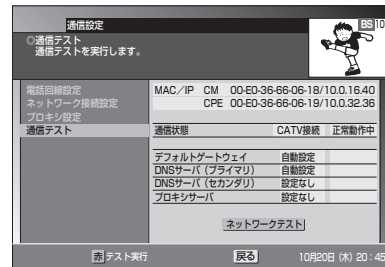 通信設定
BS 10
◎通信テスト
通信テストを実行します。
電話回線設定
ネットワーク接続設定
プロキシ設定
通信テスト
MAC/IP CM 00-E0-36-66-06-18/10.0.16.40
CPE 00-E0-36-66-06-19/10.0.32.36
通信状態 CATV接続 正常動作中
デフォルトゲートウェイ 自動設定
DNSサーバ(プライマリ) 自動設定
DNSサーバ(セカンダリ) 設定なし
プロキシサーバ 設定なし
ネットワークテスト
赤 テスト実行 戻る 10月20日(木)20:45